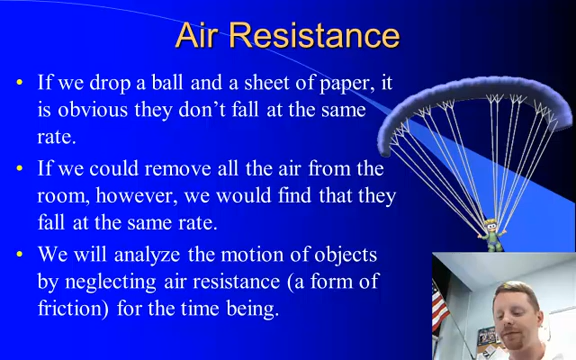 Air Resistance
• If we drop a ball and a sheet of paper, it
is obvious they don't fall at the same
rate.
• If we could remove all the air from the
room, however, we would find that they
fall at the same rate.
• We will analyze the motion of objects
by neglecting air resistance (a form of
friction) for the time being.